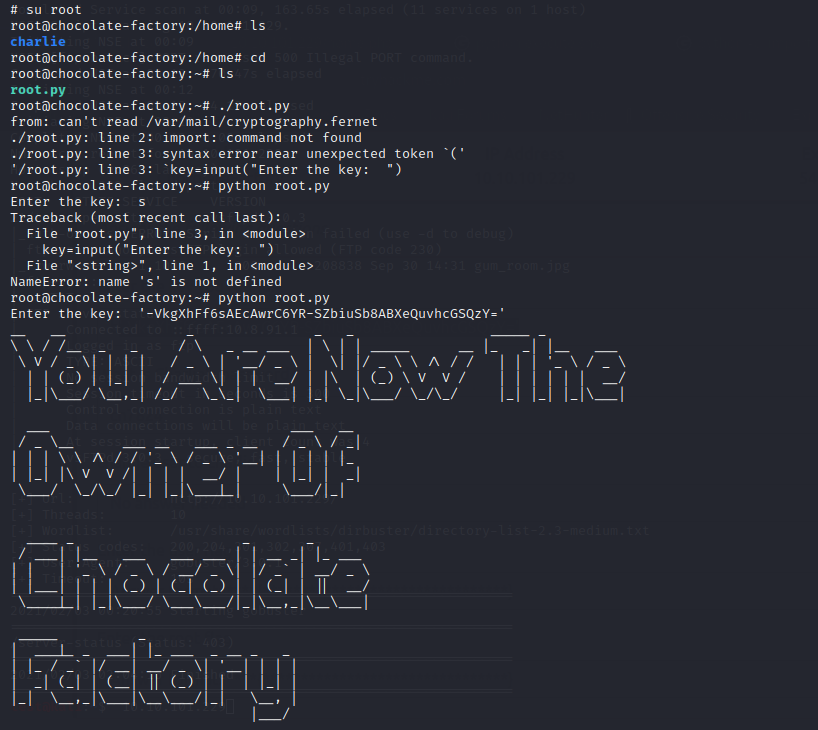 # su root
root@chocolate-factory:/home# ls
charlie
root@chocolate-factory:/home# cd
root@chocolate-factory:~# ls
root.py
root@chocolate-factory:~# ./root.py
from: can't read /var/mail/cryptography.fernet
./root.py: line 2: import: command not found
./root.py: line 3: syntax error near unexpected token `('
'/root.py: line 3: `key=input("Enter the key:  ")
root@chocolate-factory:~# python root.py
Enter the key:  s
Traceback (most recent call last):
  File "root.py", line 3, in <module>
    key=input("Enter the key:  ")
  File "<string>", line 1, in <module>
NameError: name 's' is not defined
root@chocolate-factory:~# python root.py
Enter the key:  '-VkgXhFf6sAEcAwrC6YR-SZbiuSb8ABXeQuvhcGSQzY='
You Are Now The
Owner Of
Chocolate
Factory